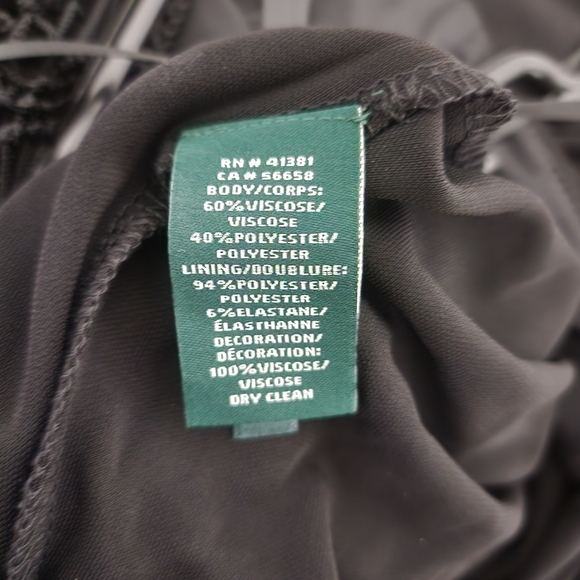 RN # 41381
CA # 56658
BODY/CORPS:
60%VISCOSE/
VISCOSE
40%POLYESTER/
POLYESTER
LINING/DOUBLURE:
94%POLYESTER/
POLYESTER
6%ELASTANE/
ÉLASTHANNE
DECORATION/
DÉCORATION:
100%VISCOSE/
VISCOSE
DRY CLEAN